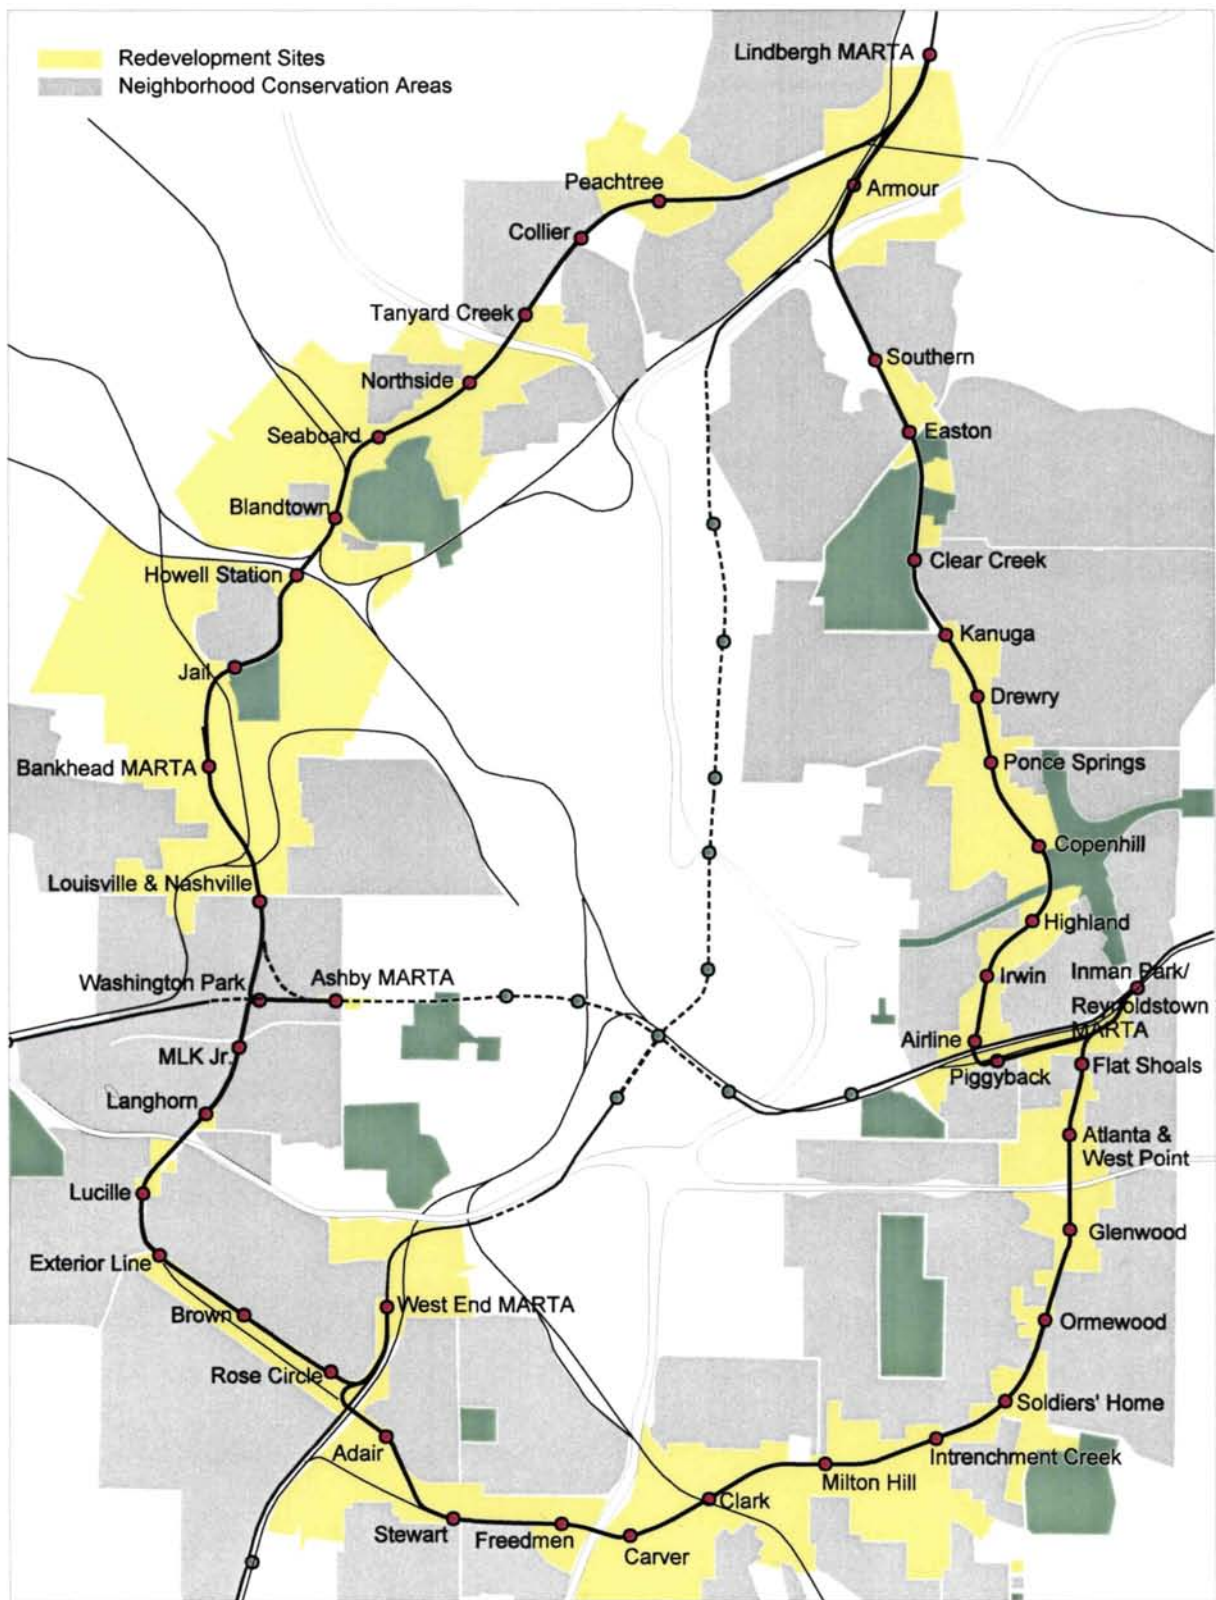 Redevelopment Sites
Neighborhood Conservation Areas
Lindbergh MARTA
Peachtree
Armour
Collier
Tanyard Creek
Southern
Northside
Seaboard
Easton
Blandtown
Clear Creek
Howell Station
Kanuga
Jail
Drewry
Bankhead MARTA
Ponce Springs
Copenhill
Louisville & Nashville
Highland
Washington Park
Ashby MARTA
Irwin
Inman Park/
Reynoldstown
MARTA
Airline
MLK Jr.
Piggyback
Flat Shoals
Langhorn
Atlanta &
West Point
Lucille
Glenwood
Exterior Line
Brown
West End MARTA
Ormewood
Rose Circle
Soldiers' Home
Adair
Intrenchment Creek
Milton Hill
Clark
Stewart
Freedmen
Carver